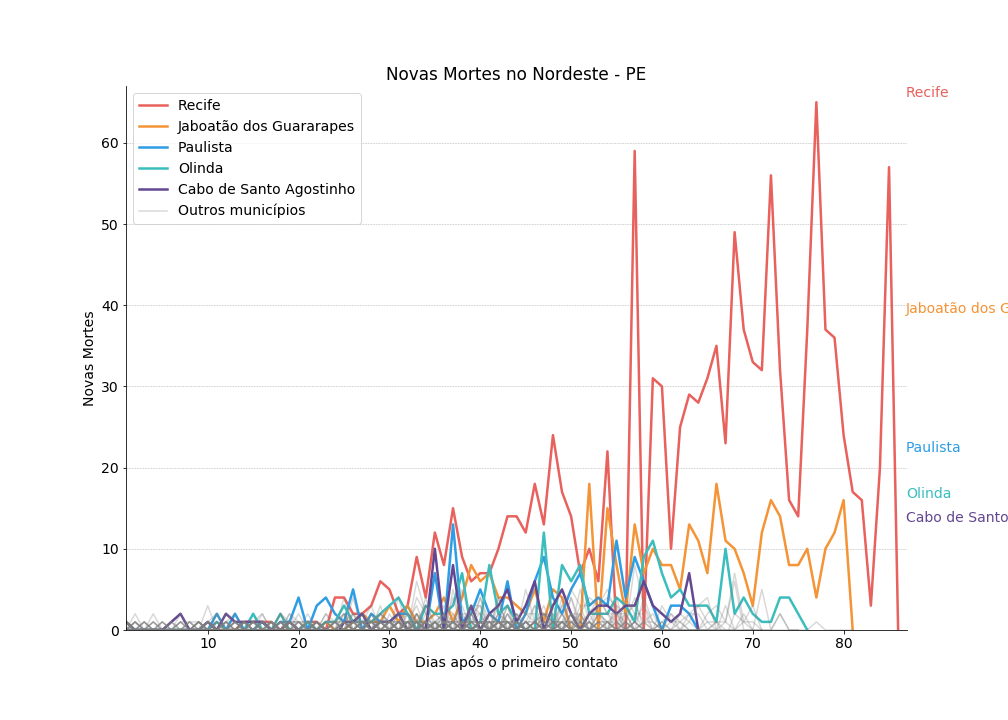 Novas Mortes no Nordeste - PE
Recife
Jaboatão dos Guararapes
Paulista
Olinda
Cabo de Santo Agostinho
Outros municípios
Recife
Jaboatão dos G
Paulista
Olinda
Cabo de Santo
60
50
40
30
20
10
0
Novas Mortes
10 20 30 40 50 60 70 80
Dias após o primeiro contato